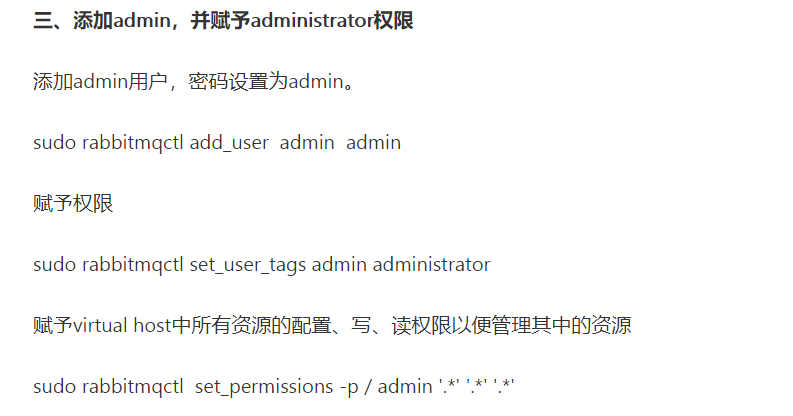 三、添加admin，并赋予administrator权限
添加admin用户，密码设置为admin。
sudo rabbitmqctl add_user  admin  admin
赋予权限
sudo rabbitmqctl set_user_tags admin administrator
赋予virtual host中所有资源的配置、写、读权限以便管理其中的资源
sudo rabbitmqctl  set_permissions -p / admin '.*' '.*' '.*'